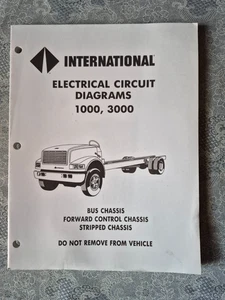 INTERNATIONAL
ELECTRICAL CIRCUIT
DIAGRAMS
1000, 3000
BUS CHASSIS
FORWARD CONTROL CHASSIS
STRIPPED CHASSIS
DO NOT REMOVE FROM VEHICLE